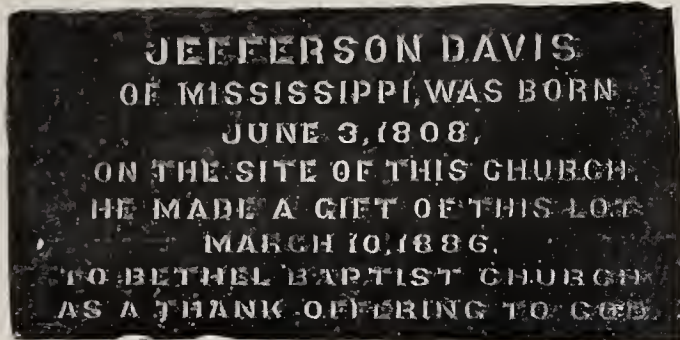 JEFFERSON DAVIS
OF MISSISSIPPI, WAS BORN
JUNE 3, 1808,
ON THE SITE OF THIS CHURCH.
HE MADE A GIFT OF THIS LOT
MARCH 10, 1886,
TO BETHEL BAPTIST CHURCH
AS A THANK OFFERING TO GOD.